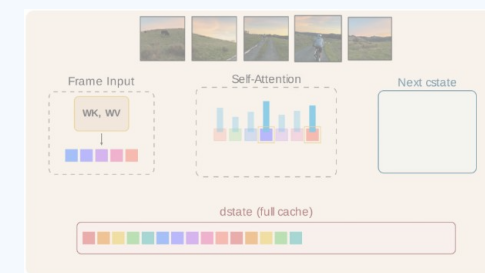 Frame Input
Self-Attention
Next cstate
WK, WV
dstate (full cache)